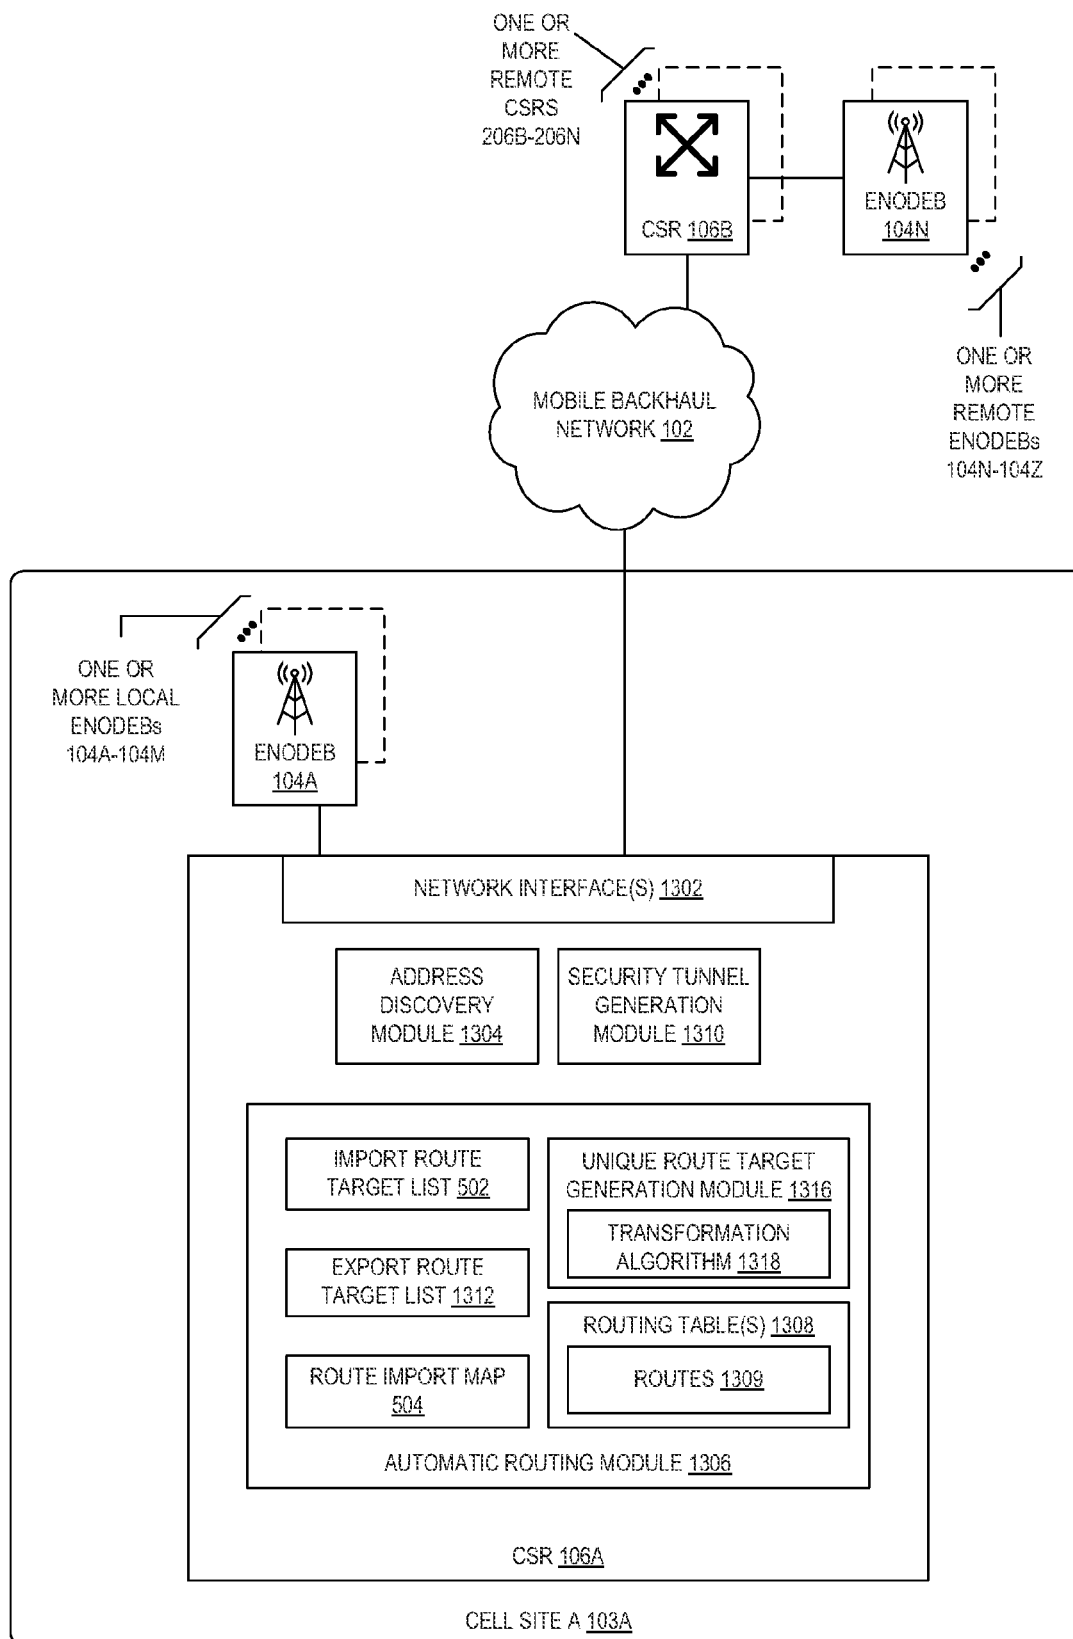 ONE OR
MORE
REMOTE
CSRS
206B-206N
CSR 106B
ENODEB
104N
ONE OR
MORE
REMOTE
ENODEBs
104N-104Z
MOBILE BACKHAUL
NETWORK 102
ONE OR
MORE LOCAL
ENODEBs
104A-104M
ENODEB
104A
NETWORK INTERFACE(S) 1302
ADDRESS
DISCOVERY
MODULE 1304
SECURITY TUNNEL
GENERATION
MODULE 1310
IMPORT ROUTE
TARGET LIST 502
UNIQUE ROUTE TARGET
GENERATION MODULE 1316
TRANSFORMATION
ALGORITHM 1318
EXPORT ROUTE
TARGET LIST 1312
ROUTING TABLE(S) 1308
ROUTES 1309
ROUTE IMPORT MAP
504
AUTOMATIC ROUTING MODULE 1306
CSR 106A
CELL SITE A 103A